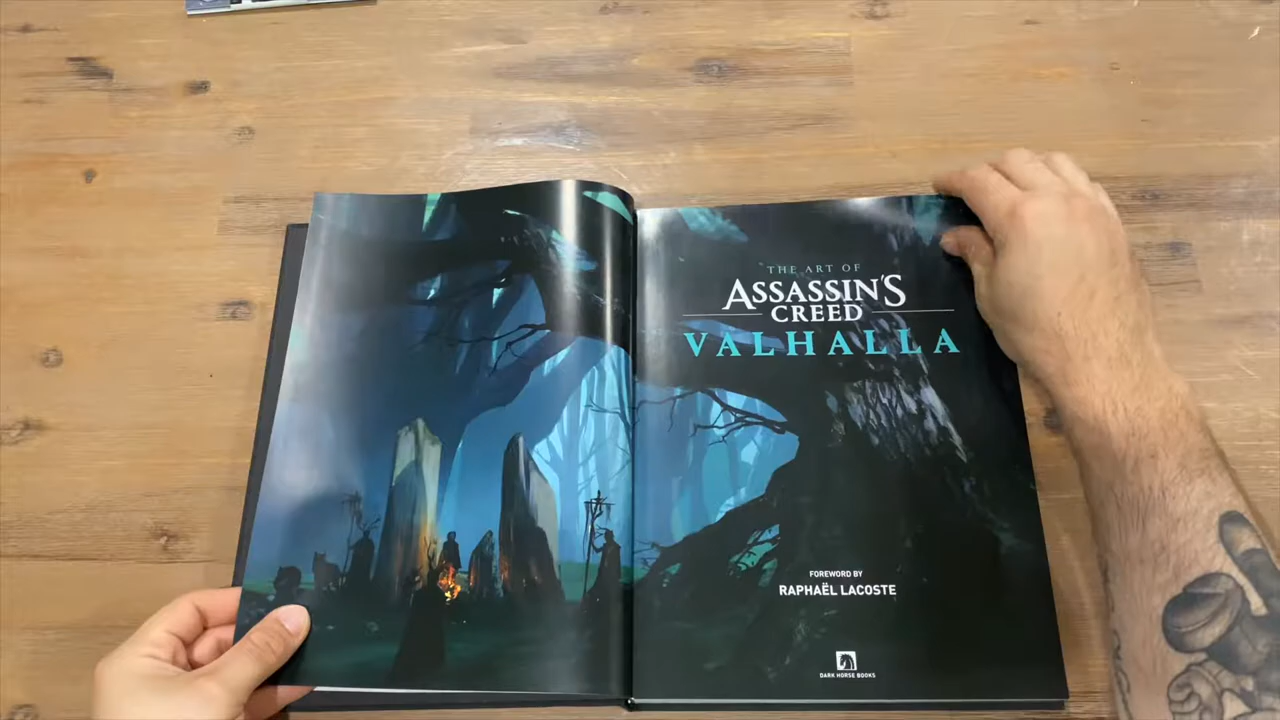 THE ART OF
ASSASSIN'S
CREED
VALHALLA
FOREWORD BY
RAPHAËL LACOSTE
DARK HORSE BOOKS